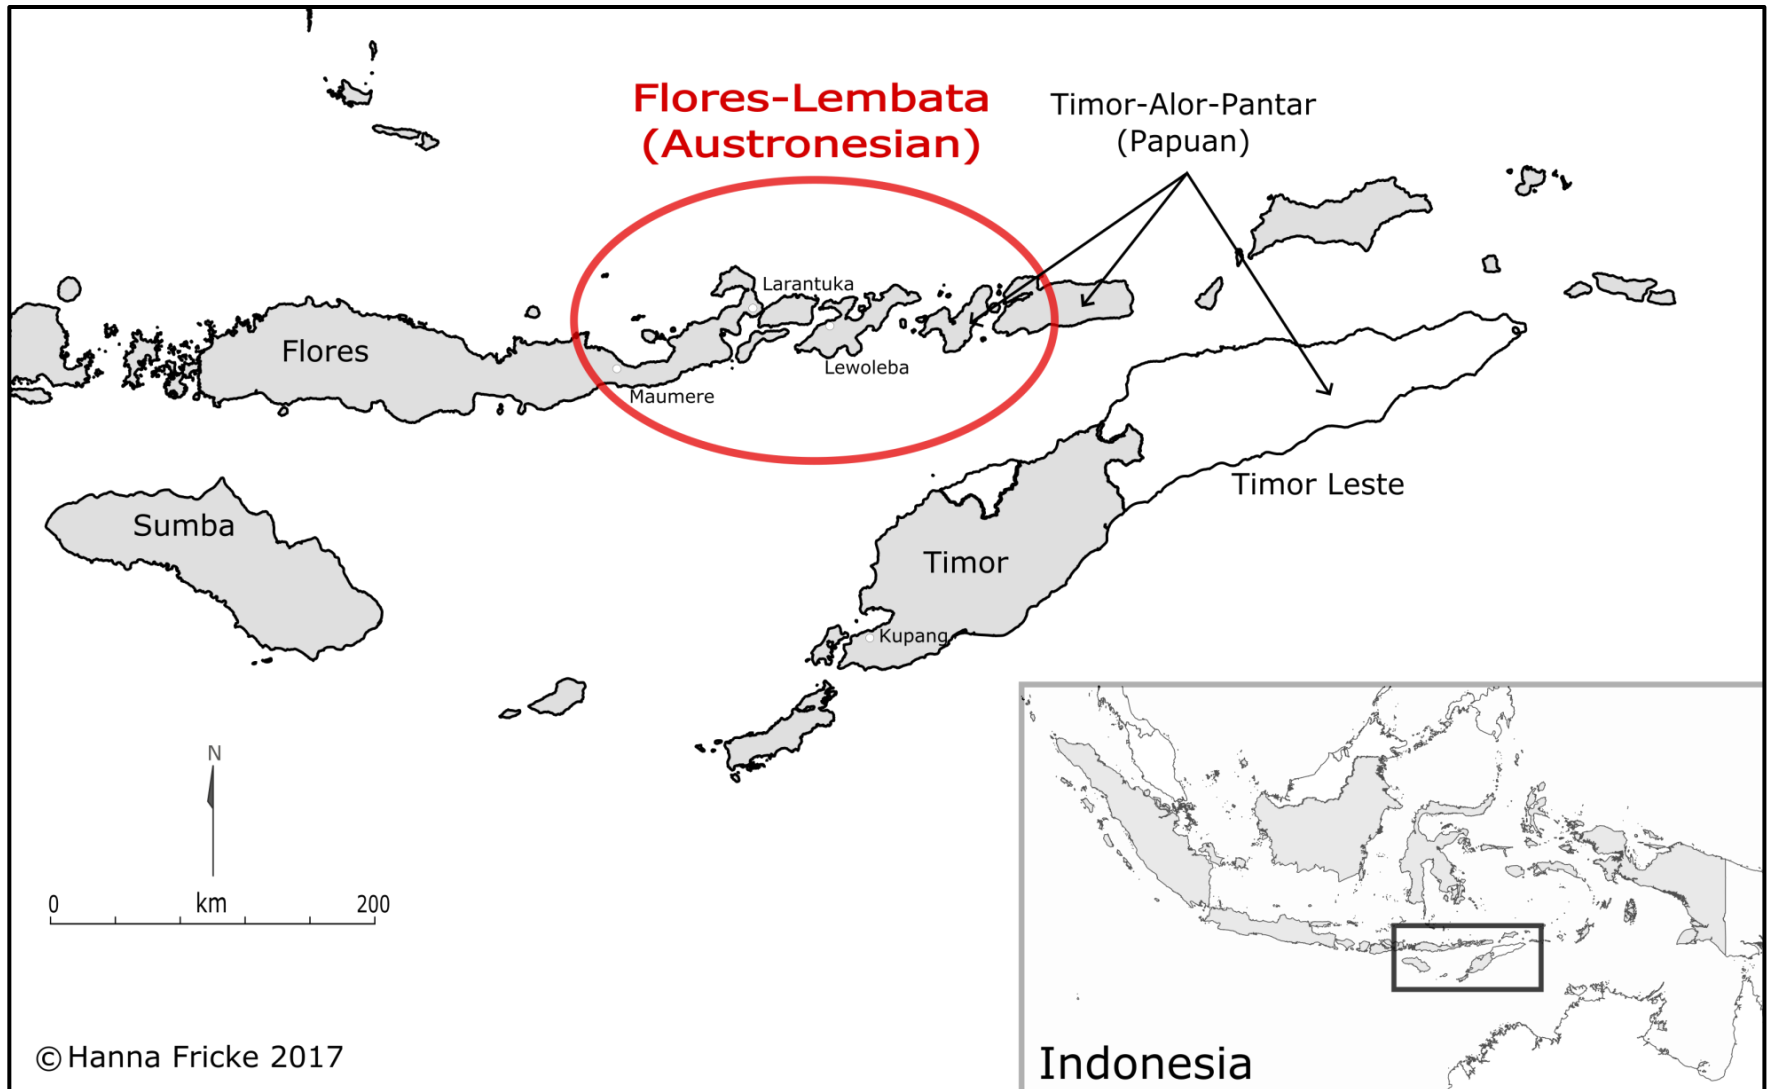 Flores-Lembata
(Austronesian)
Timor-Alor-Pantar
(Papuan)
Larantuka
Flores
Lewoleba
Maumere
Timor Leste
Sumba
Timor
Kupang
N
0 km 200
© Hanna Fricke 2017
Indonesia